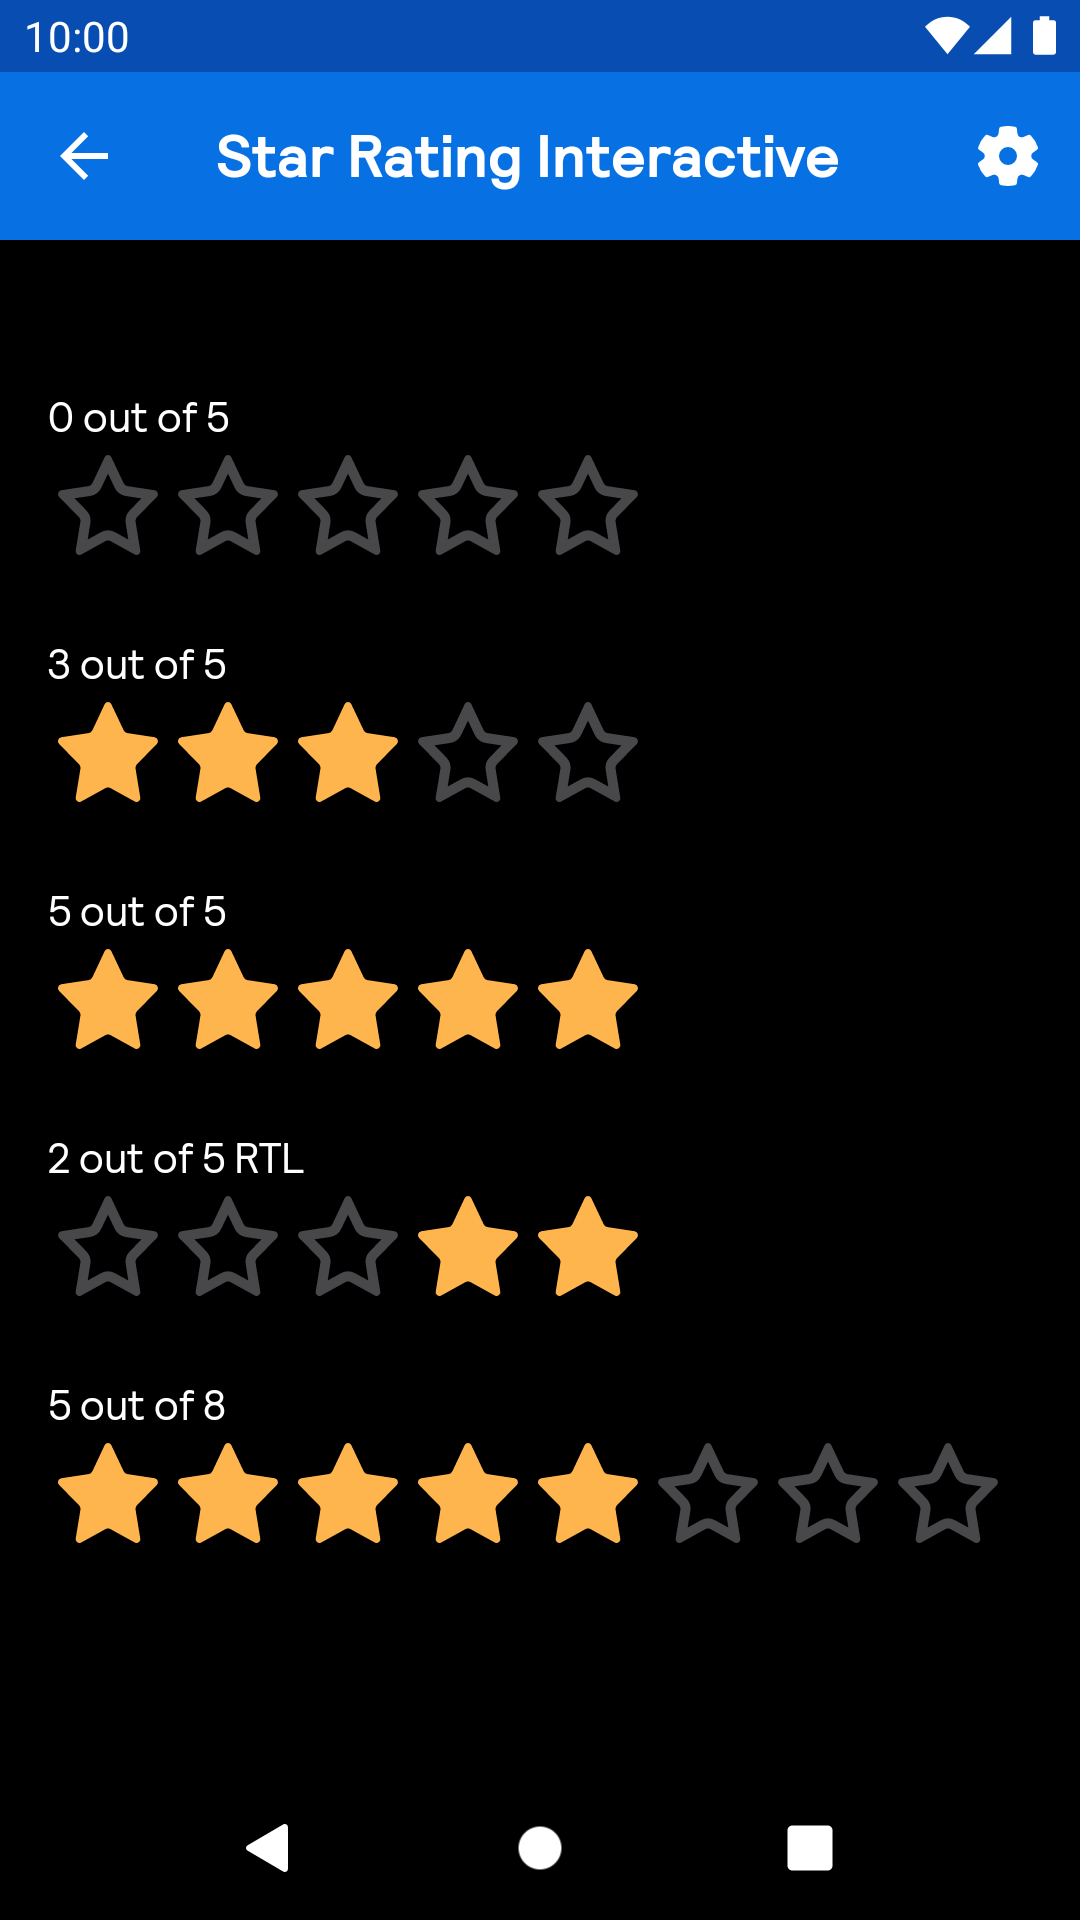 10:00
Star Rating Interactive
0 out of 5
3 out of 5
5 out of 5
2 out of 5 RTL
5 out of 8